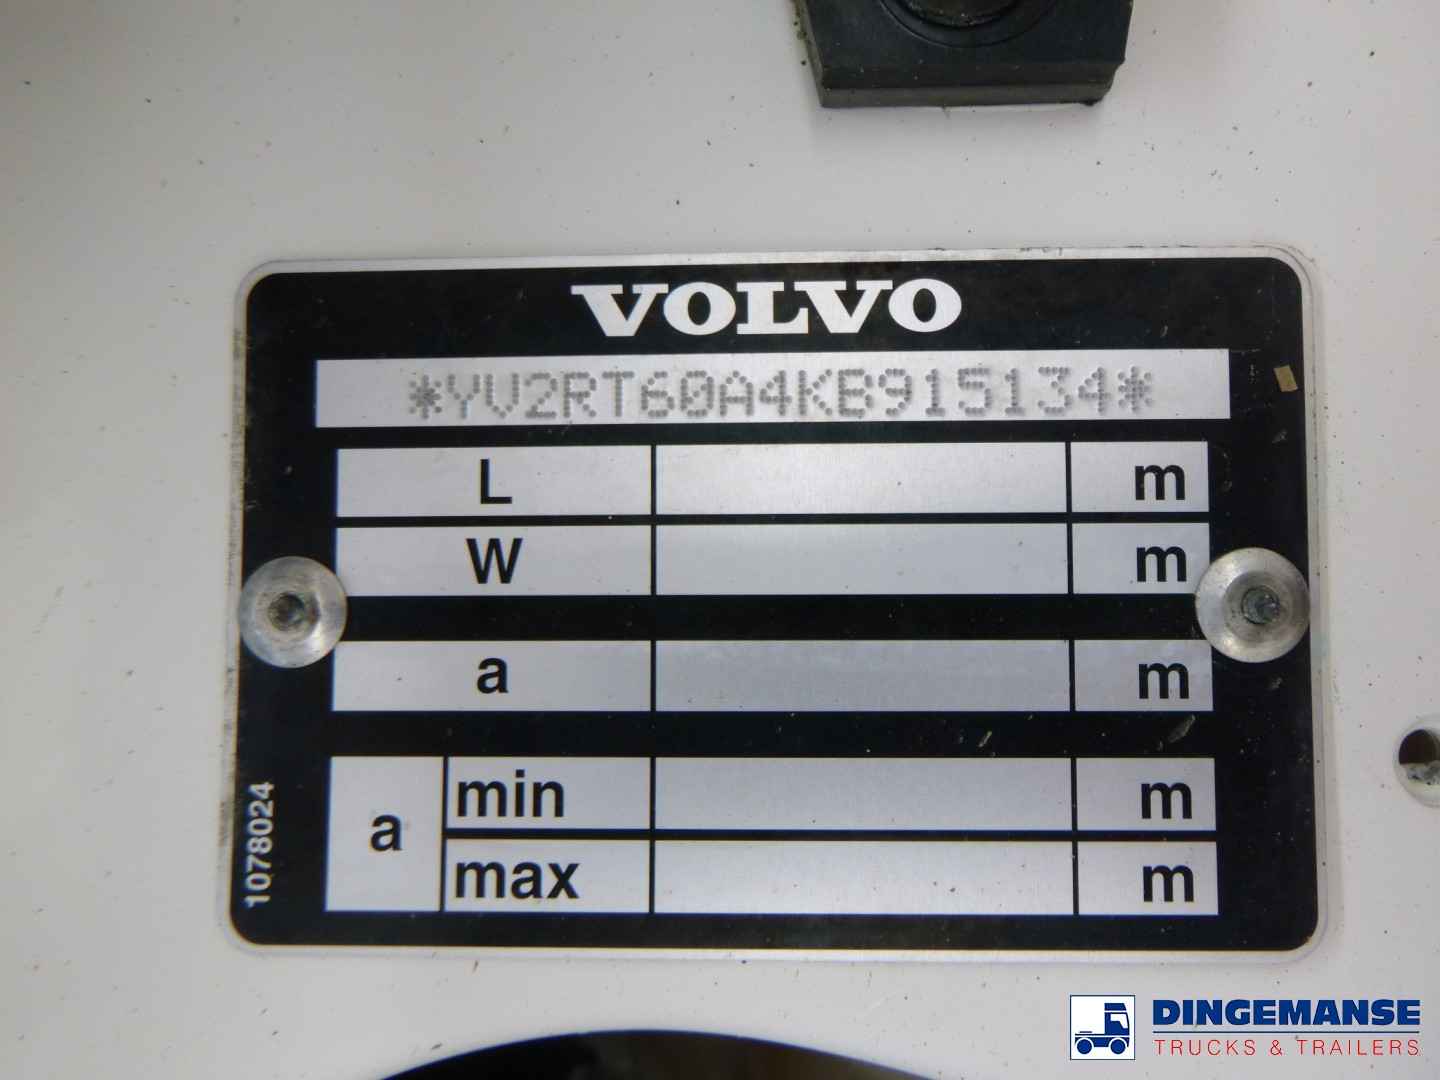 VOLVO
*YV2RT60A4KB915134*
L m
W m
a m
a min m
max m
1078024
DINGEMANSE
TRUCKS & TRAILERS